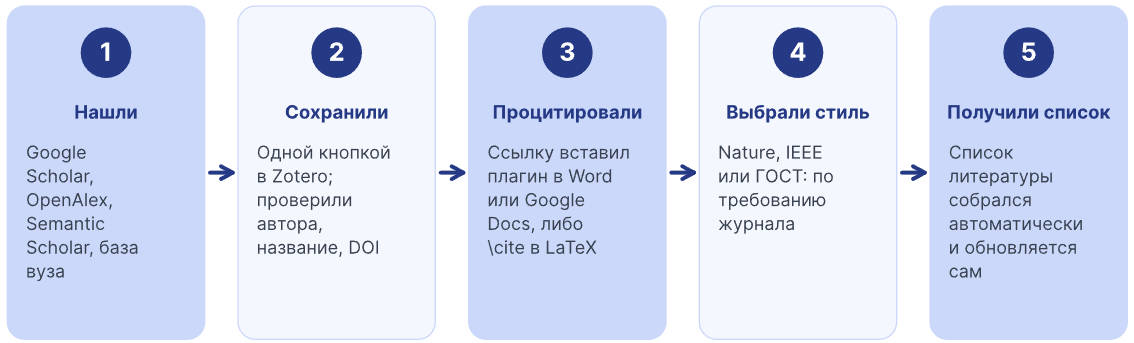 1
Нашли
Google
Scholar,
OpenAlex,
Semantic
Scholar, база
вуза
2
Сохранили
Одной кнопкой
в Zotero;
проверили
автора,
название, DOI
3
Процитировали
Ссылку вставил
плагин в Word
или Google
Docs, либо
\cite в LaTeX
4
Выбрали стиль
Nature, IEEE
или ГОСТ: по
требованию
журнала
5
Получили список
Список
литературы
собрался
автоматически
и обновляется
сам